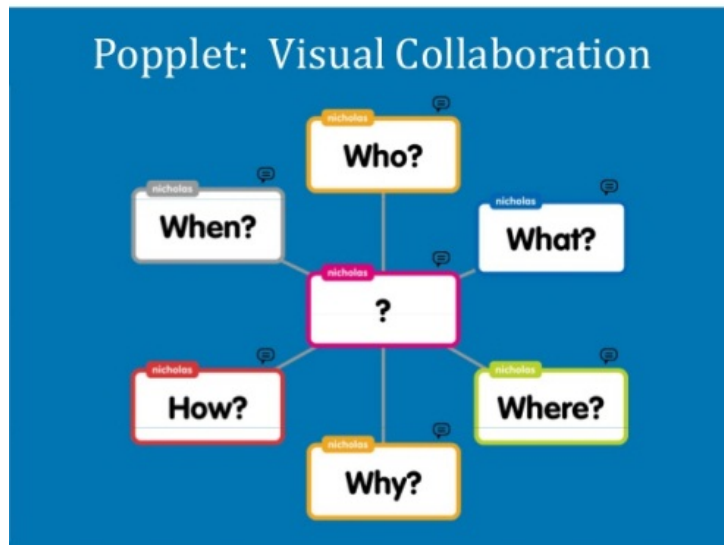 Popplet: Visual Collaboration
nicholas
Who?
nicholas
When?
nicholas
What?
nicholas
?
nicholas
How?
nicholas
Where?
nicholas
Why?